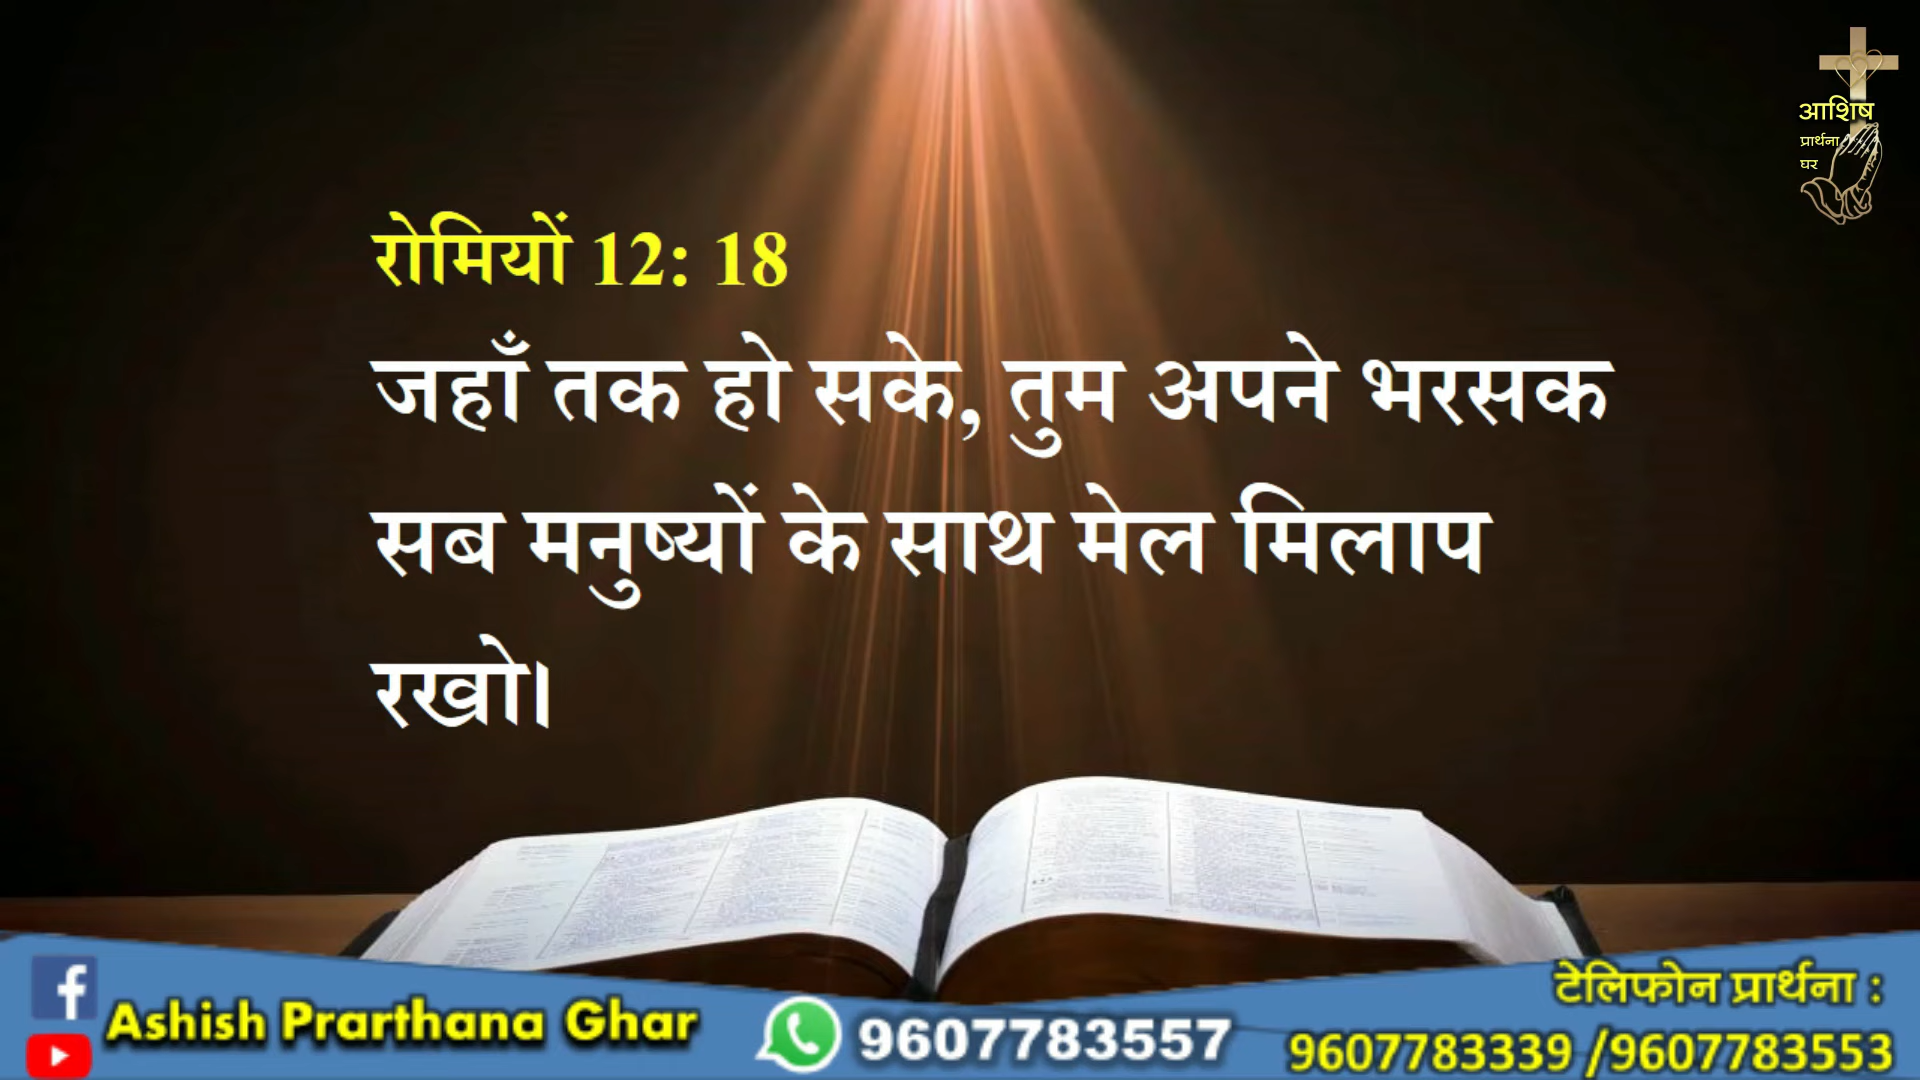 आशिष
प्रार्थना
घर
रोमियों 12: 18
जहाँ तक हो सके, तुम अपने भरसक
सब मनुष्यों के साथ मेल मिलाप
रखो।
Ashish Prarthana Ghar
9607783557
टेलिफोन प्रार्थना :
9607783339 /9607783553